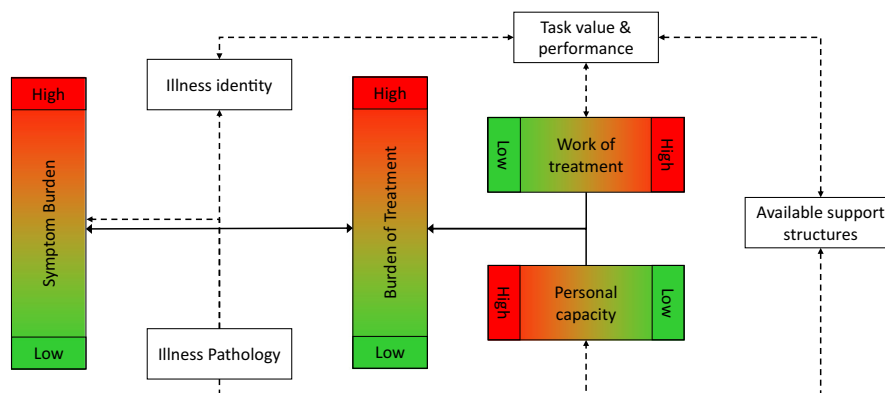 Task value &
performance
High
Illness identity
High
Low
Work of
treatment
High
Symptom Burden
Burden of Treatment
Available support
structures
High
Personal
capacity
Low
Low
Illness Pathology
Low